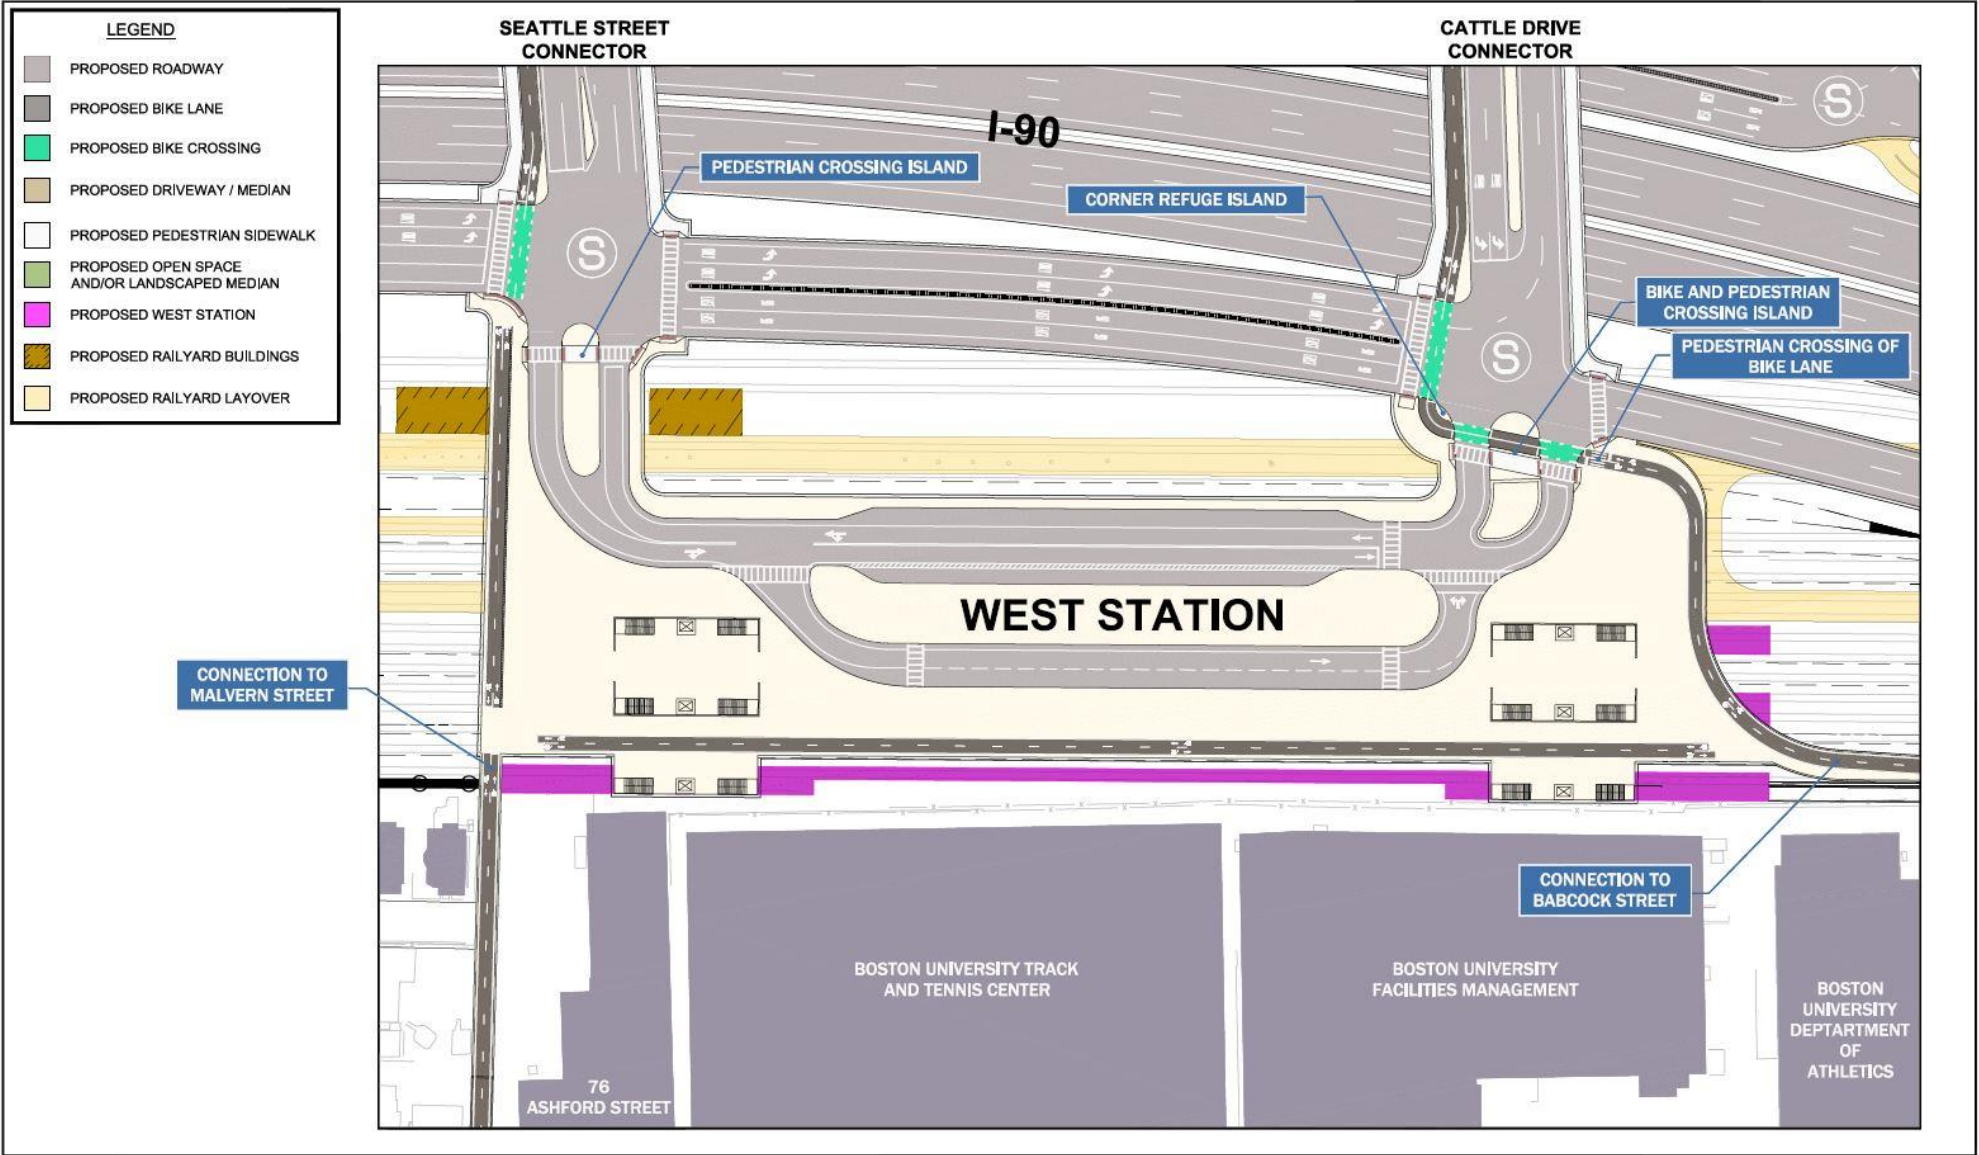 LEGEND
PROPOSED ROADWAY
PROPOSED BIKE LANE
PROPOSED BIKE CROSSING
PROPOSED DRIVEWAY / MEDIAN
PROPOSED PEDESTRIAN SIDEWALK
PROPOSED OPEN SPACE
AND/OR LANDSCAPED MEDIAN
PROPOSED WEST STATION
PROPOSED RAILYARD BUILDINGS
PROPOSED RAILYARD LAYOVER
SEATTLE STREET
CONNECTOR
CATTLE DRIVE
CONNECTOR
I-90
S
PEDESTRIAN CROSSING ISLAND
CORNER REFUGE ISLAND
S
BIKE AND PEDESTRIAN
CROSSING ISLAND
PEDESTRIAN CROSSING OF
BIKE LANE
S
WEST STATION
CONNECTION TO
MALVERN STREET
CONNECTION TO
BABCOCK STREET
BOSTON UNIVERSITY TRACK
AND TENNIS CENTER
BOSTON UNIVERSITY
FACILITIES MANAGEMENT
BOSTON
UNIVERSITY
DEPTARTMENT
OF
ATHLETICS
76
ASHFORD STREET